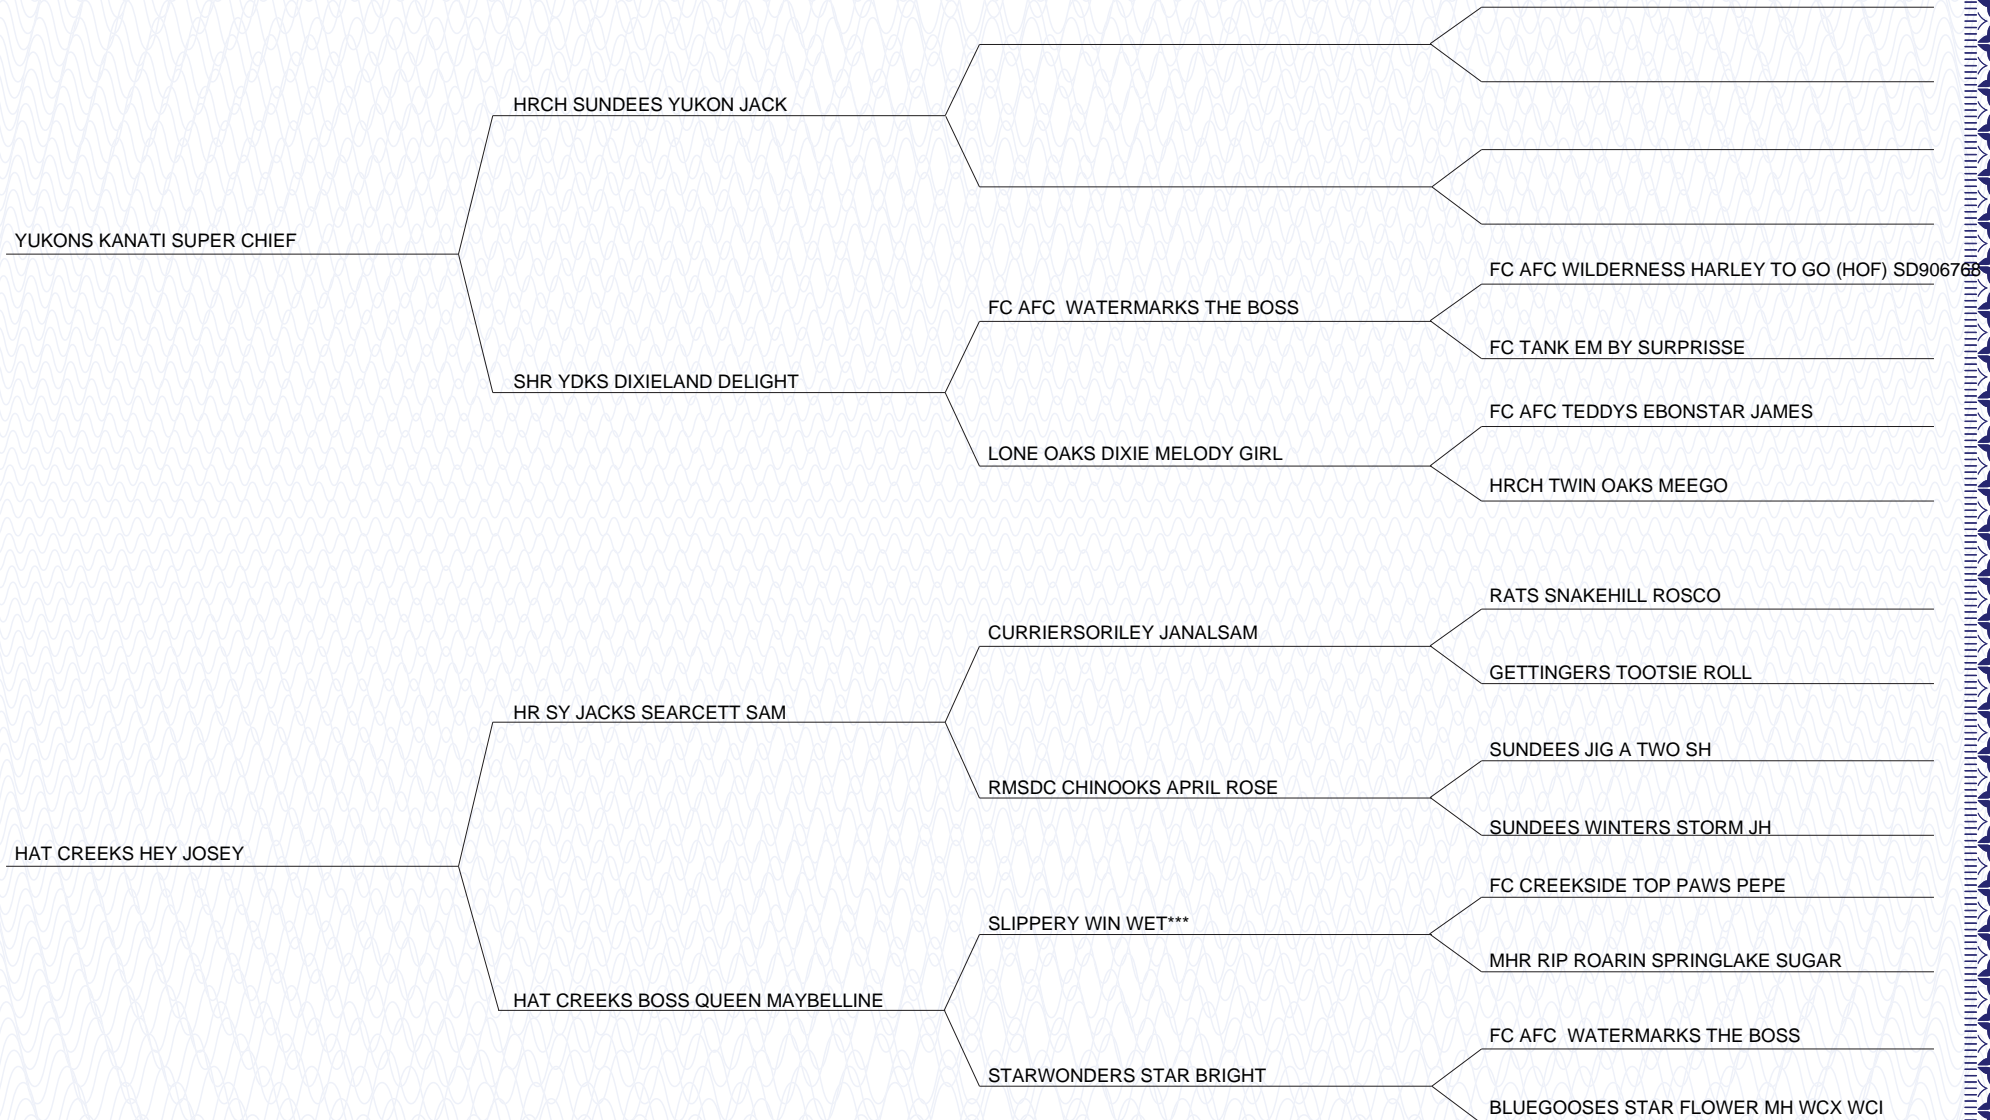 HRCH SUNDEES YUKON JACK
YUKONS KANATI SUPER CHIEF
FC AFC WILDERNESS HARLEY TO GO (HOF) SD906768
FC AFC  WATERMARKS THE BOSS
FC TANK EM BY SURPRISSE
SHR YDKS DIXIELAND DELIGHT
FC AFC TEDDYS EBONSTAR JAMES
LONE OAKS DIXIE MELODY GIRL
HRCH TWIN OAKS MEEGO
RATS SNAKEHILL ROSCO
CURRIERSORILEY JANALSAM
GETTINGERS TOOTSIE ROLL
HR SY JACKS SEARCETT SAM
SUNDEES JIG A TWO SH
RMSDC CHINOOKS APRIL ROSE
SUNDEES WINTERS STORM JH
HAT CREEKS HEY JOSEY
FC CREEKSIDE TOP PAWS PEPE
SLIPPERY WIN WET***
MHR RIP ROARIN SPRINGLAKE SUGAR
HAT CREEKS BOSS QUEEN MAYBELLINE
FC AFC  WATERMARKS THE BOSS
STARWONDERS STAR BRIGHT
BLUEGOOSES STAR FLOWER MH WCX WCI